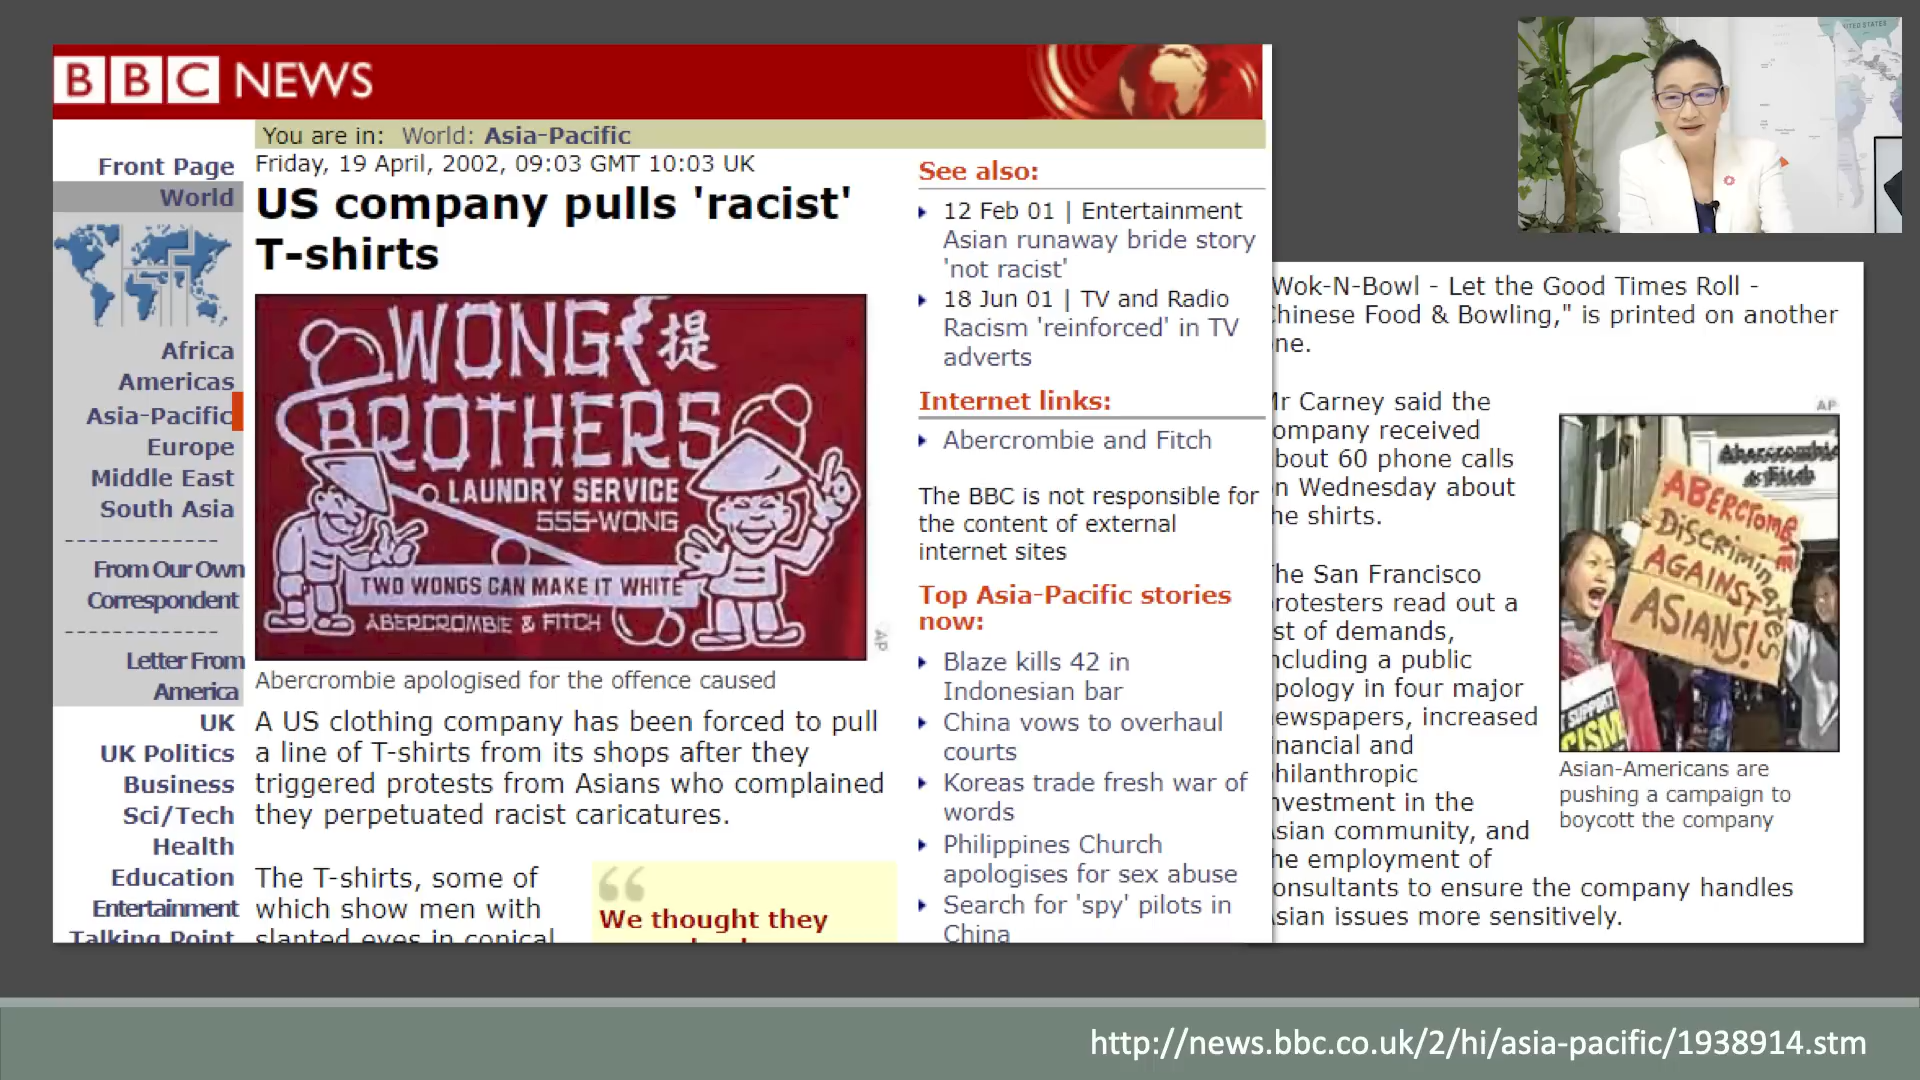 BBC NEWS
You are in: World: Asia-Pacific
Front Page
World
Africa
Americas
Asia-Pacific
Europe
Middle East
South Asia
From Our Own
Correspondent
Letter From
America
UK
UK Politics
Business
Sci/Tech
Health
Education
Entertainment
Talking Point
Friday, 19 April, 2002, 09:03 GMT 10:03 UK
US company pulls 'racist'
T-shirts
WONG 提
BROTHERS
LAUNDRY SERVICE
555-WONG
TWO WONGS CAN MAKE IT WHITE
ABERCROMBIE & FITCH
AP
Abercrombie apologised for the offence caused
A US clothing company has been forced to pull
a line of T-shirts from its shops after they
triggered protests from Asians who complained
they perpetuated racist caricatures.
The T-shirts, some of
which show men with
slanted eyes in conical
We thought they
See also:
12 Feb 01 | Entertainment
Asian runaway bride story
'not racist'
18 Jun 01 | TV and Radio
Racism 'reinforced' in TV
adverts
Internet links:
Abercrombie and Fitch
The BBC is not responsible for
the content of external
internet sites
Top Asia-Pacific stories
now:
Blaze kills 42 in
Indonesian bar
China vows to overhaul
courts
Koreas trade fresh war of
words
Philippines Church
apologises for sex abuse
Search for 'spy' pilots in
China
UNITED STATES
Wok-N-Bowl - Let the Good Times Roll -
hinese Food & Bowling," is printed on another
ne.
r Carney said the
ompany received
bout 60 phone calls
n Wednesday about
he shirts.
he San Francisco
rotesters read out a
st of demands,
ncluding a public
pology in four major
ewspapers, increased
nancial and
hilanthropic
nvestment in the
sian community, and
he employment of
onsultants to ensure the company handles
sian issues more sensitively.
AP
Abercrombie
& Fitch
ABERCROMBIE
DISCRIMINATES
AGAINST
ASIANS!
SUPPORT
CISM
Asian-Americans are
pushing a campaign to
boycott the company
http://news.bbc.co.uk/2/hi/asia-pacific/1938914.stm